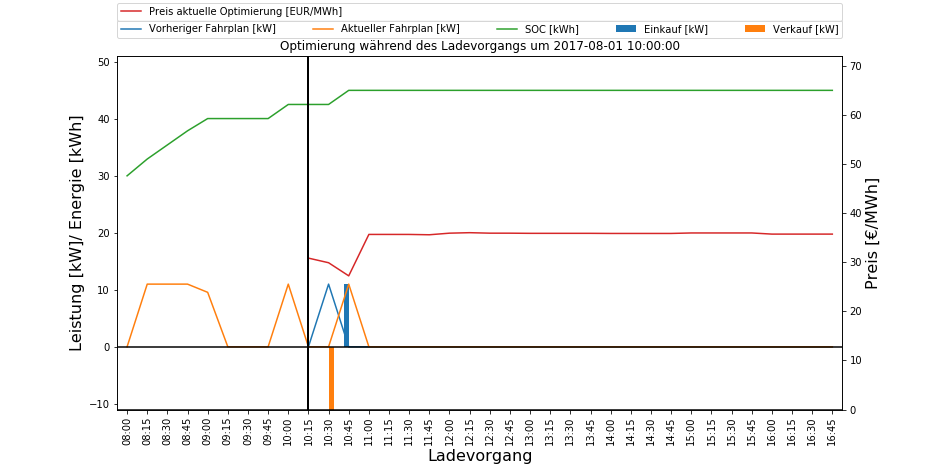 Preis aktuelle Optimierung [EUR/MWh]
Vorheriger Fahrplan [kW] Aktueller Fahrplan [kW] SOC [kWh] Einkauf [kW] Verkauf [kW]
Optimierung während des Ladevorgangs um 2017-08-01 10:00:00
Leistung [kW]/ Energie [kWh]
50
40
30
20
10
0
−10
70
60
50
40
30
20
10
0
Preis [€/MWh]
08:00 08:15 08:30 08:45 09:00 09:15 09:30 09:45 10:00 10:15 10:30 10:45 11:00 11:15 11:30 11:45 12:00 12:15 12:30 12:45 13:00 13:15 13:30 13:45 14:00 14:15 14:30 14:45 15:00 15:15 15:30 15:45 16:00 16:15 16:30 16:45
Ladevorgang